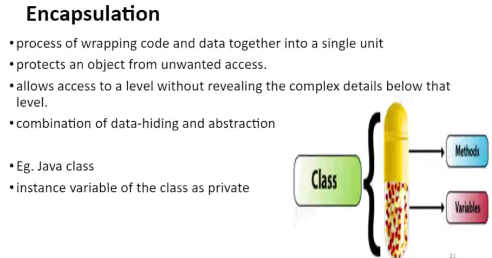 Encapsulation
• process of wrapping code and data together into a single unit
• protects an object from unwanted access.
• allows access to a level without revealing the complex details below that
level.
• combination of data-hiding and abstraction
• Eg. Java class
• instance variable of the class as private
Class
Methods
Variables